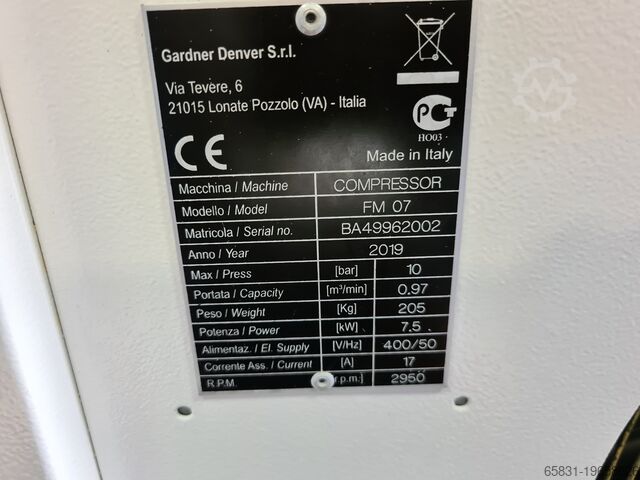 Gardner Denver S.r.l.
Via Tevere, 6
21015 Lonate Pozzolo (VA) - Italia
CE
PCT
HO03
Made in Italy
Macchina / Machine COMPRESSOR
Modello / Model FM 07
Matricola / Serial no. BA49962002
Anno / Year 2019
Max / Press [bar] 10
Portata / Capacity [m³/min] 0.97
Peso / Weight [Kg] 205
Potenza / Power [kW] 7.5
Alimentaz. / El. Supply [V/Hz] 400/50
Corrente Ass. / Current [A] 17
R.P.M. r.p.m.] 2950